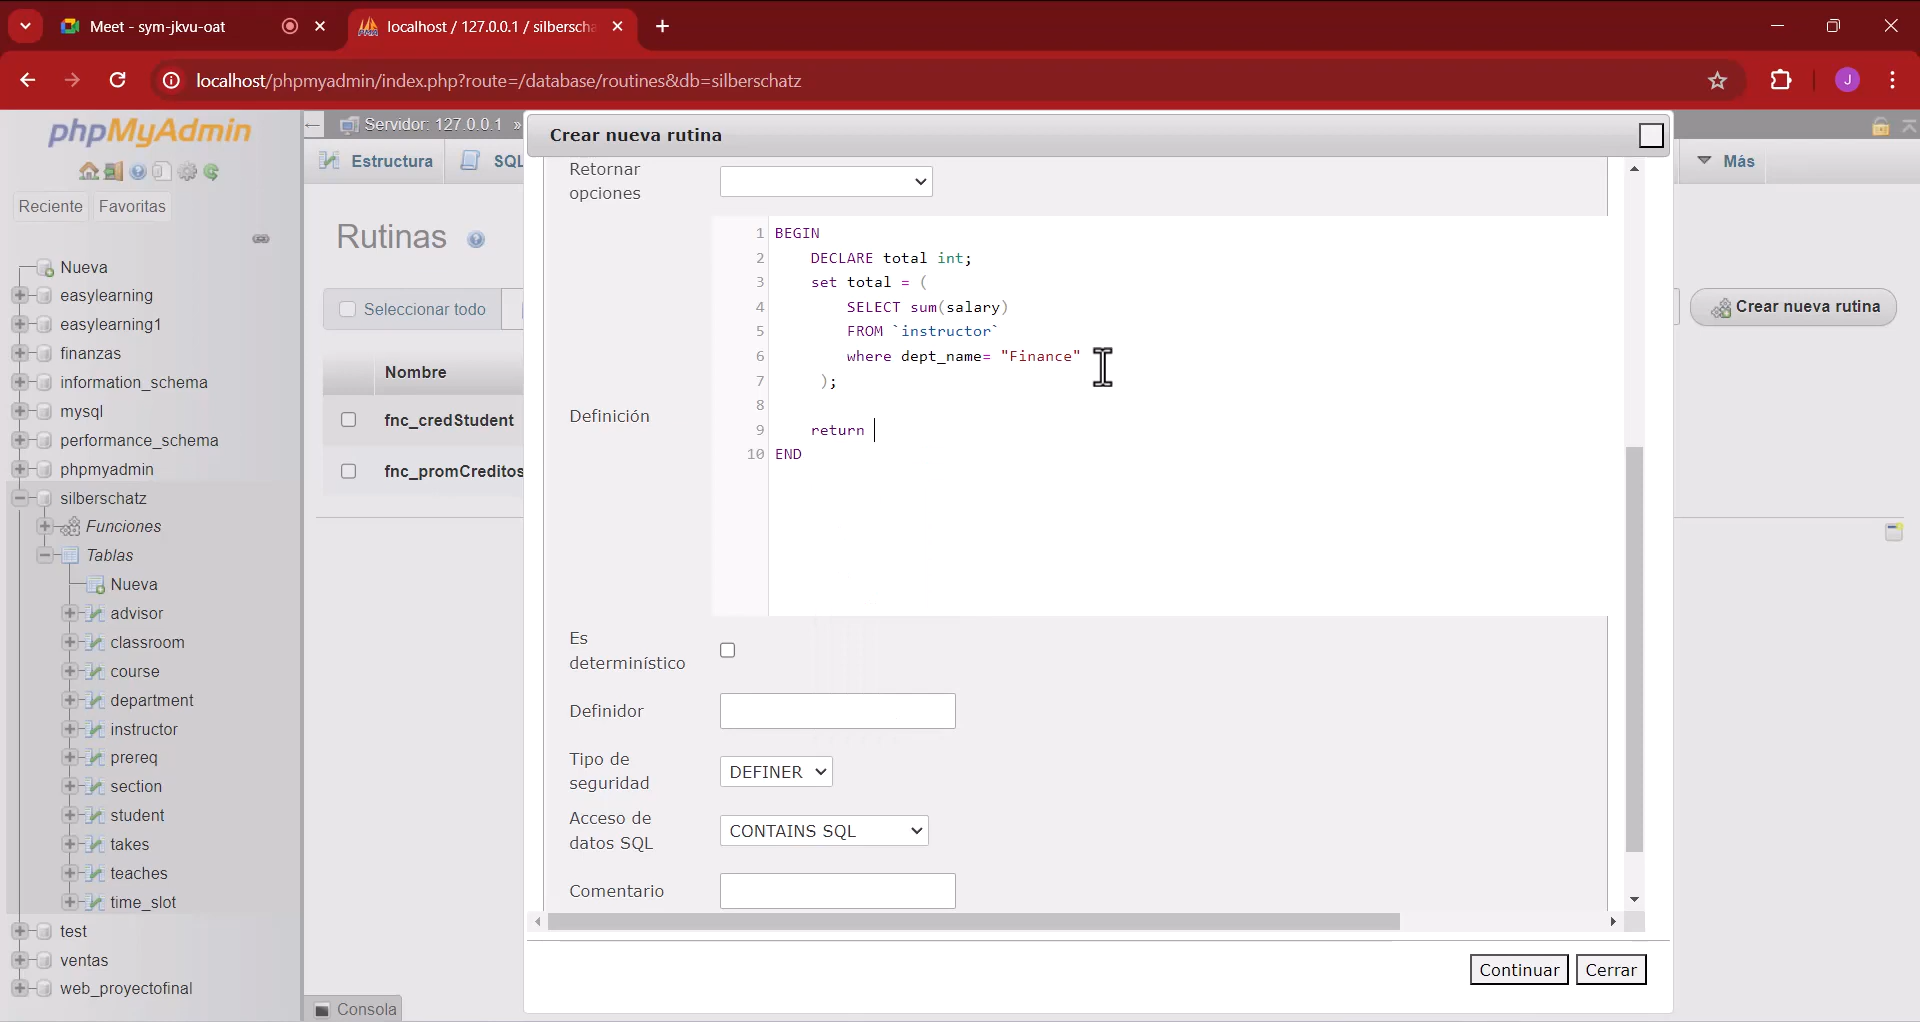 Meet - sym-jkvu-oat
localhost / 127.0.0.1 / silberscha
localhost/phpmyadmin/index.php?route=/database/routines&db=silberschatz
J
phpMyAdmin
Reciente
Favoritas
Nueva
easylearning
easylearning1
finanzas
information_schema
mysql
performance_schema
phpmyadmin
silberschatz
Funciones
Tablas
Nueva
advisor
classroom
course
department
instructor
prereq
section
student
takes
teaches
time_slot
test
ventas
web_proyectofinal
Servidor: 127.0.0.1 »
Estructura
SQL
Más
Rutinas
Seleccionar todo
Crear nueva rutina
Nombre
fnc_credStudent
fnc_promCreditos
Consola
Crear nueva rutina
Retornar
opciones
Definición
1 BEGIN
2 DECLARE total int;
3 set total = (
4 SELECT sum(salary)
5 FROM `instructor`
6 where dept_name= "Finance"
7 );
8
9 return
10 END
Es
determinístico
Definidor
Tipo de
seguridad
DEFINER
Acceso de
datos SQL
CONTAINS SQL
Comentario
Continuar
Cerrar